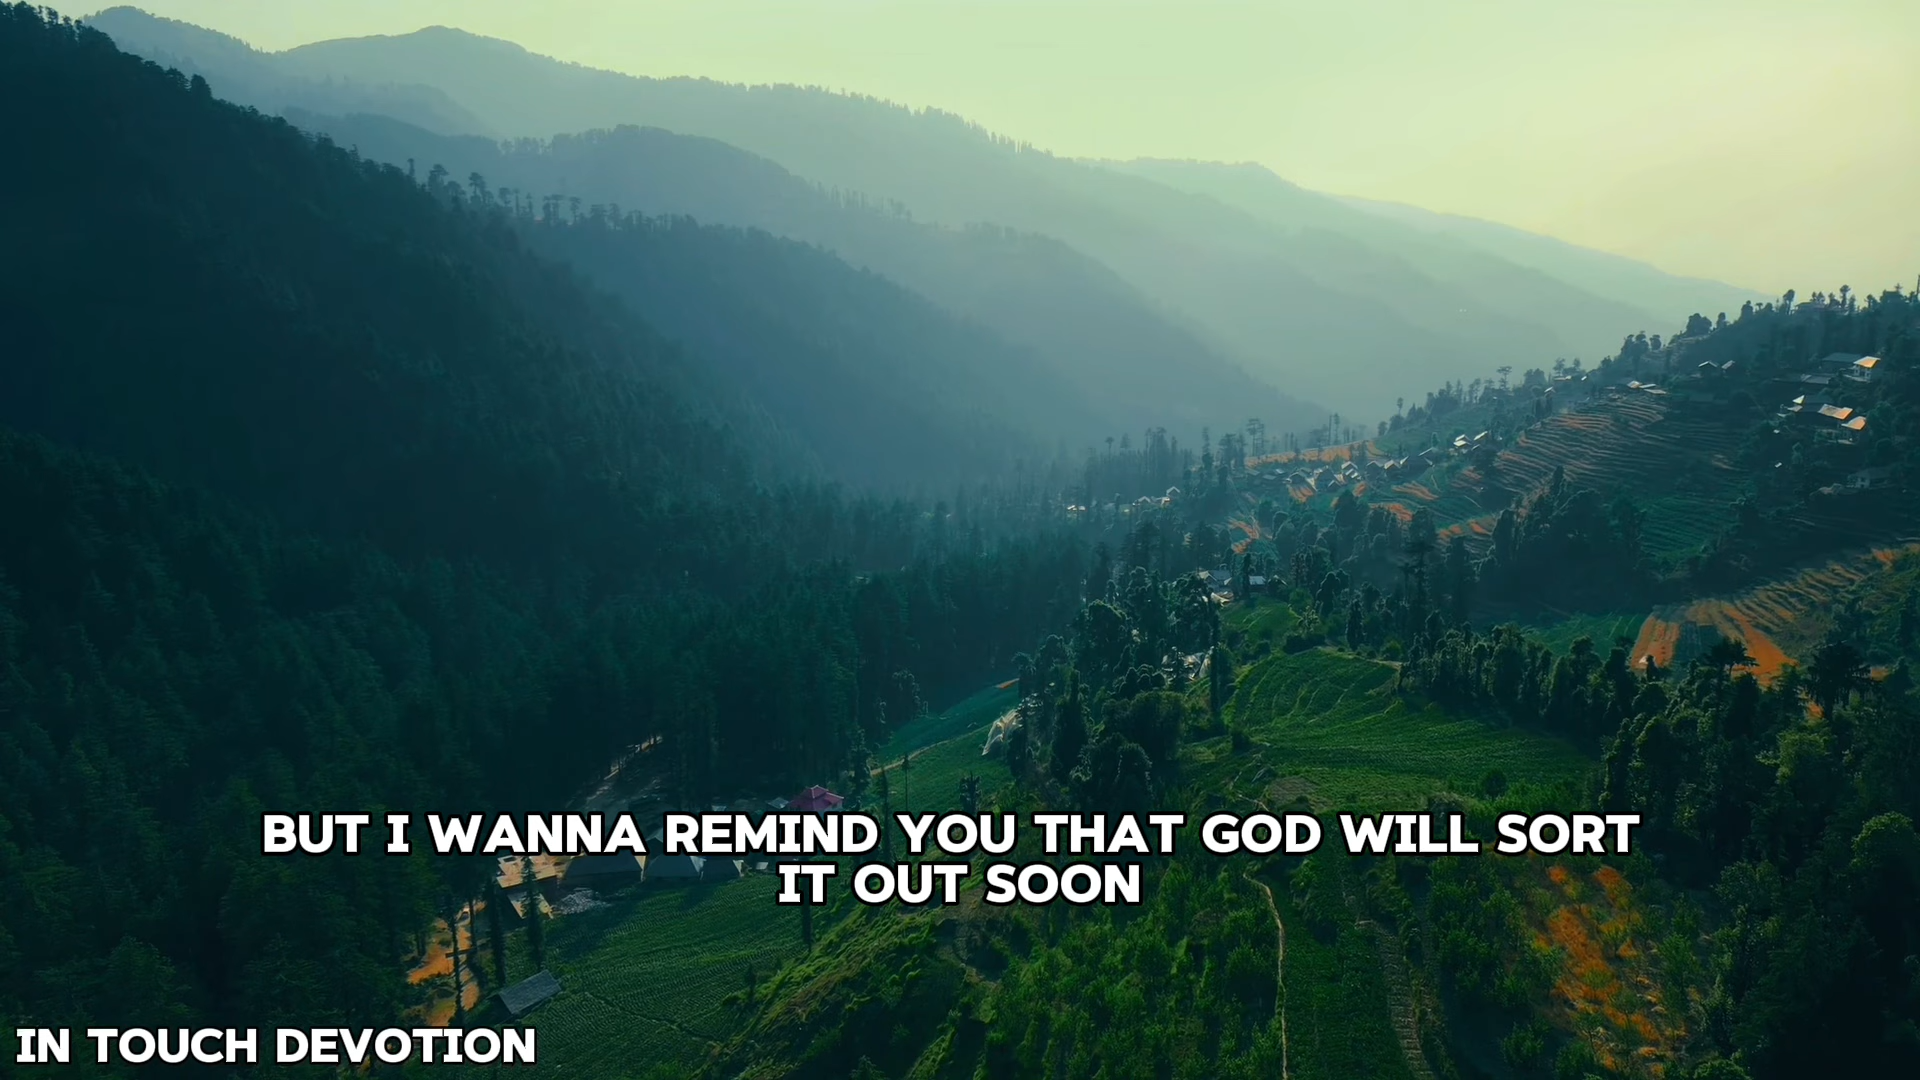 BUT I WANNA REMIND YOU THAT GOD WILL SORT
IT OUT SOON
IN TOUCH DEVOTION